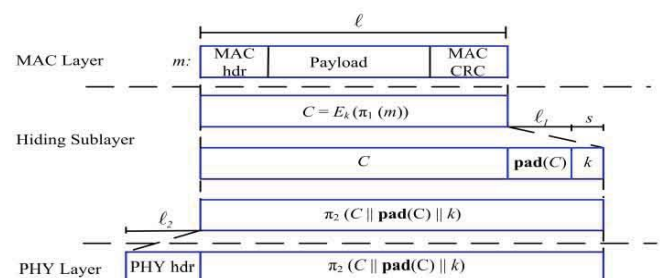 ℓ
MAC Layer m: MAC hdr Payload MAC CRC
C = E_k (π_1 (m)) ℓ_1 s
Hiding Sublayer
C pad(C) k
ℓ_2 π_2 (C || pad(C) || k)
PHY Layer PHY hdr π_2 (C || pad(C) || k)